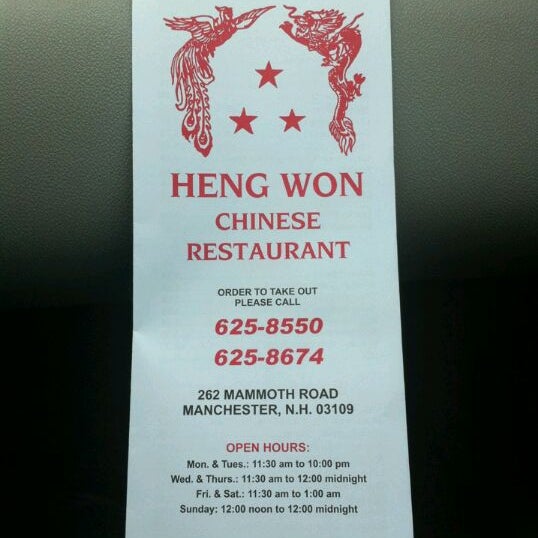 HENG WON
CHINESE
RESTAURANT
ORDER TO TAKE OUT
PLEASE CALL
625-8550
625-8674
262 MAMMOTH ROAD
MANCHESTER, N.H. 03109
OPEN HOURS:
Mon. & Tues.: 11:30 am to 10:00 pm
Wed. & Thurs.: 11:30 am to 12:00 midnight
Fri. & Sat.: 11:30 am to 1:00 am
Sunday: 12:00 noon to 12:00 midnight